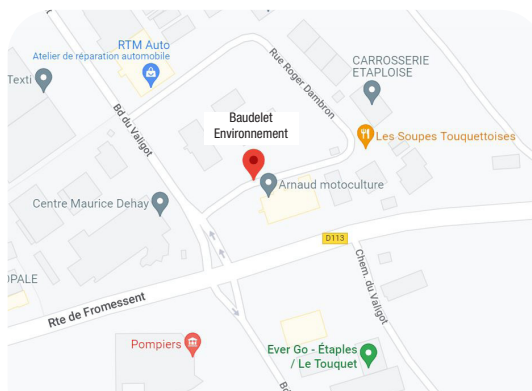 RTM Auto
Atelier de réparation automobile
Texti
Bd du Valigot
Rue Roger Dambron
CARROSSERIE
ETAPLOISE
Baudelet
Environnement
Les Soupes Touquettoises
Arnaud motoculture
Centre Maurice Dehay
D113
OPALE
Rte de Fromessent
Chem. du Valigot
Pompiers
Ever Go - Étaples
/ Le Touquet
Bd